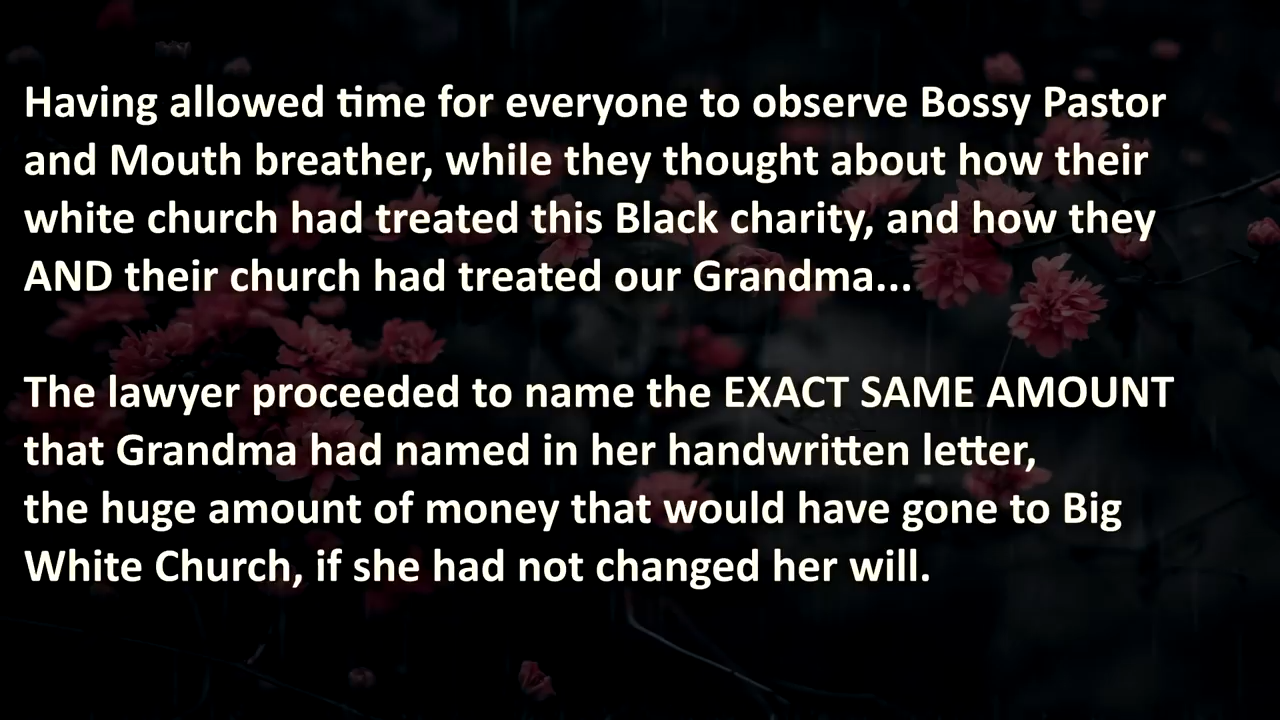 Having allowed time for everyone to observe Bossy Pastor
and Mouth breather, while they thought about how their
white church had treated this Black charity, and how they
AND their church had treated our Grandma...
The lawyer proceeded to name the EXACT SAME AMOUNT
that Grandma had named in her handwritten letter,
the huge amount of money that would have gone to Big
White Church, if she had not changed her will.